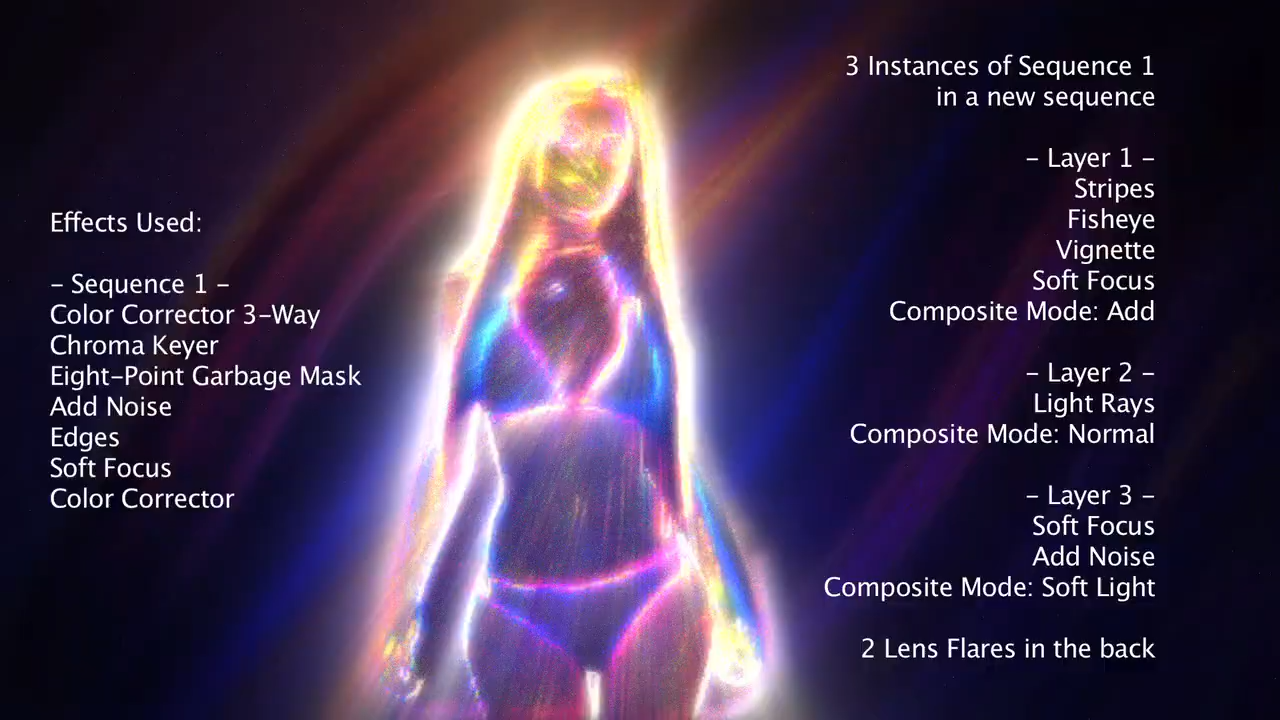 Effects Used:
- Sequence 1 -
Color Corrector 3-Way
Chroma Keyer
Eight-Point Garbage Mask
Add Noise
Edges
Soft Focus
Color Corrector
3 Instances of Sequence 1
in a new sequence
- Layer 1 -
Stripes
Fisheye
Vignette
Soft Focus
Composite Mode: Add
- Layer 2 -
Light Rays
Composite Mode: Normal
- Layer 3 -
Soft Focus
Add Noise
Composite Mode: Soft Light
2 Lens Flares in the back